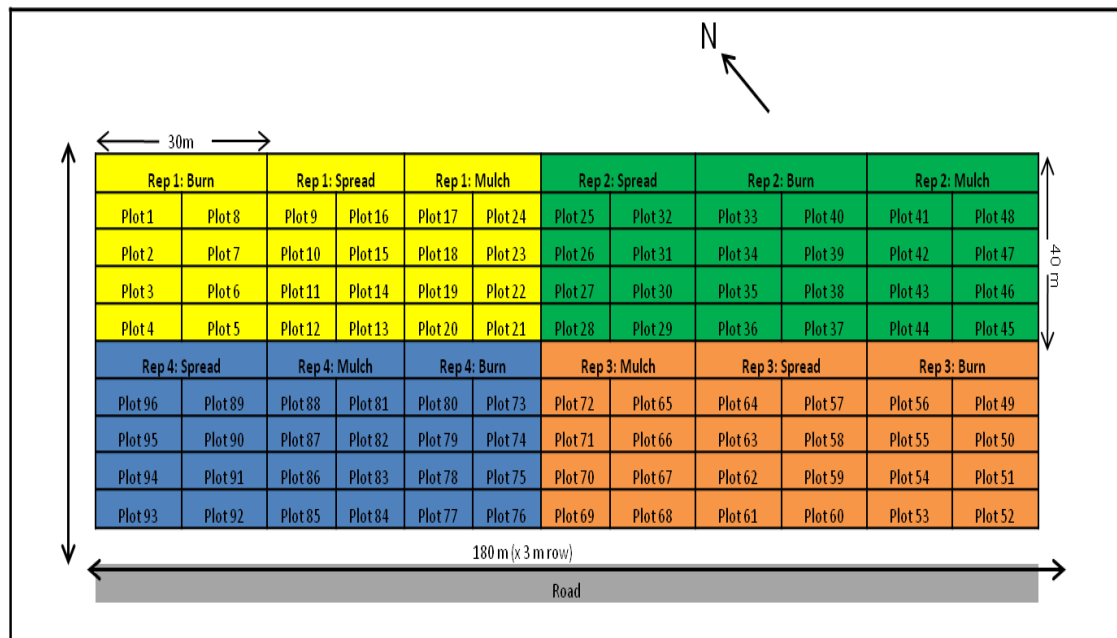 N
30m
Rep 1: Burn Rep 1: Spread Rep 1: Mulch Rep 2: Spread Rep 2: Burn Rep 2: Mulch
Plot 1 Plot 8 Plot 9 Plot 16 Plot 17 Plot 24 Plot 25 Plot 32 Plot 33 Plot 40 Plot 41 Plot 48
Plot 2 Plot 7 Plot 10 Plot 15 Plot 18 Plot 23 Plot 26 Plot 31 Plot 34 Plot 39 Plot 42 Plot 47
Plot 3 Plot 6 Plot 11 Plot 14 Plot 19 Plot 22 Plot 27 Plot 30 Plot 35 Plot 38 Plot 43 Plot 46
Plot 4 Plot 5 Plot 12 Plot 13 Plot 20 Plot 21 Plot 28 Plot 29 Plot 36 Plot 37 Plot 44 Plot 45
40 m
Rep 4: Spread Rep 4: Mulch Rep 4: Burn Rep 3: Mulch Rep 3: Spread Rep 3: Burn
Plot 96 Plot 89 Plot 88 Plot 81 Plot 80 Plot 73 Plot 72 Plot 65 Plot 64 Plot 57 Plot 56 Plot 49
Plot 95 Plot 90 Plot 87 Plot 82 Plot 79 Plot 74 Plot 71 Plot 66 Plot 63 Plot 58 Plot 55 Plot 50
Plot 94 Plot 91 Plot 86 Plot 83 Plot 78 Plot 75 Plot 70 Plot 67 Plot 62 Plot 59 Plot 54 Plot 51
Plot 93 Plot 92 Plot 85 Plot 84 Plot 77 Plot 76 Plot 69 Plot 68 Plot 61 Plot 60 Plot 53 Plot 52
180 m (x 3 m row)
Road